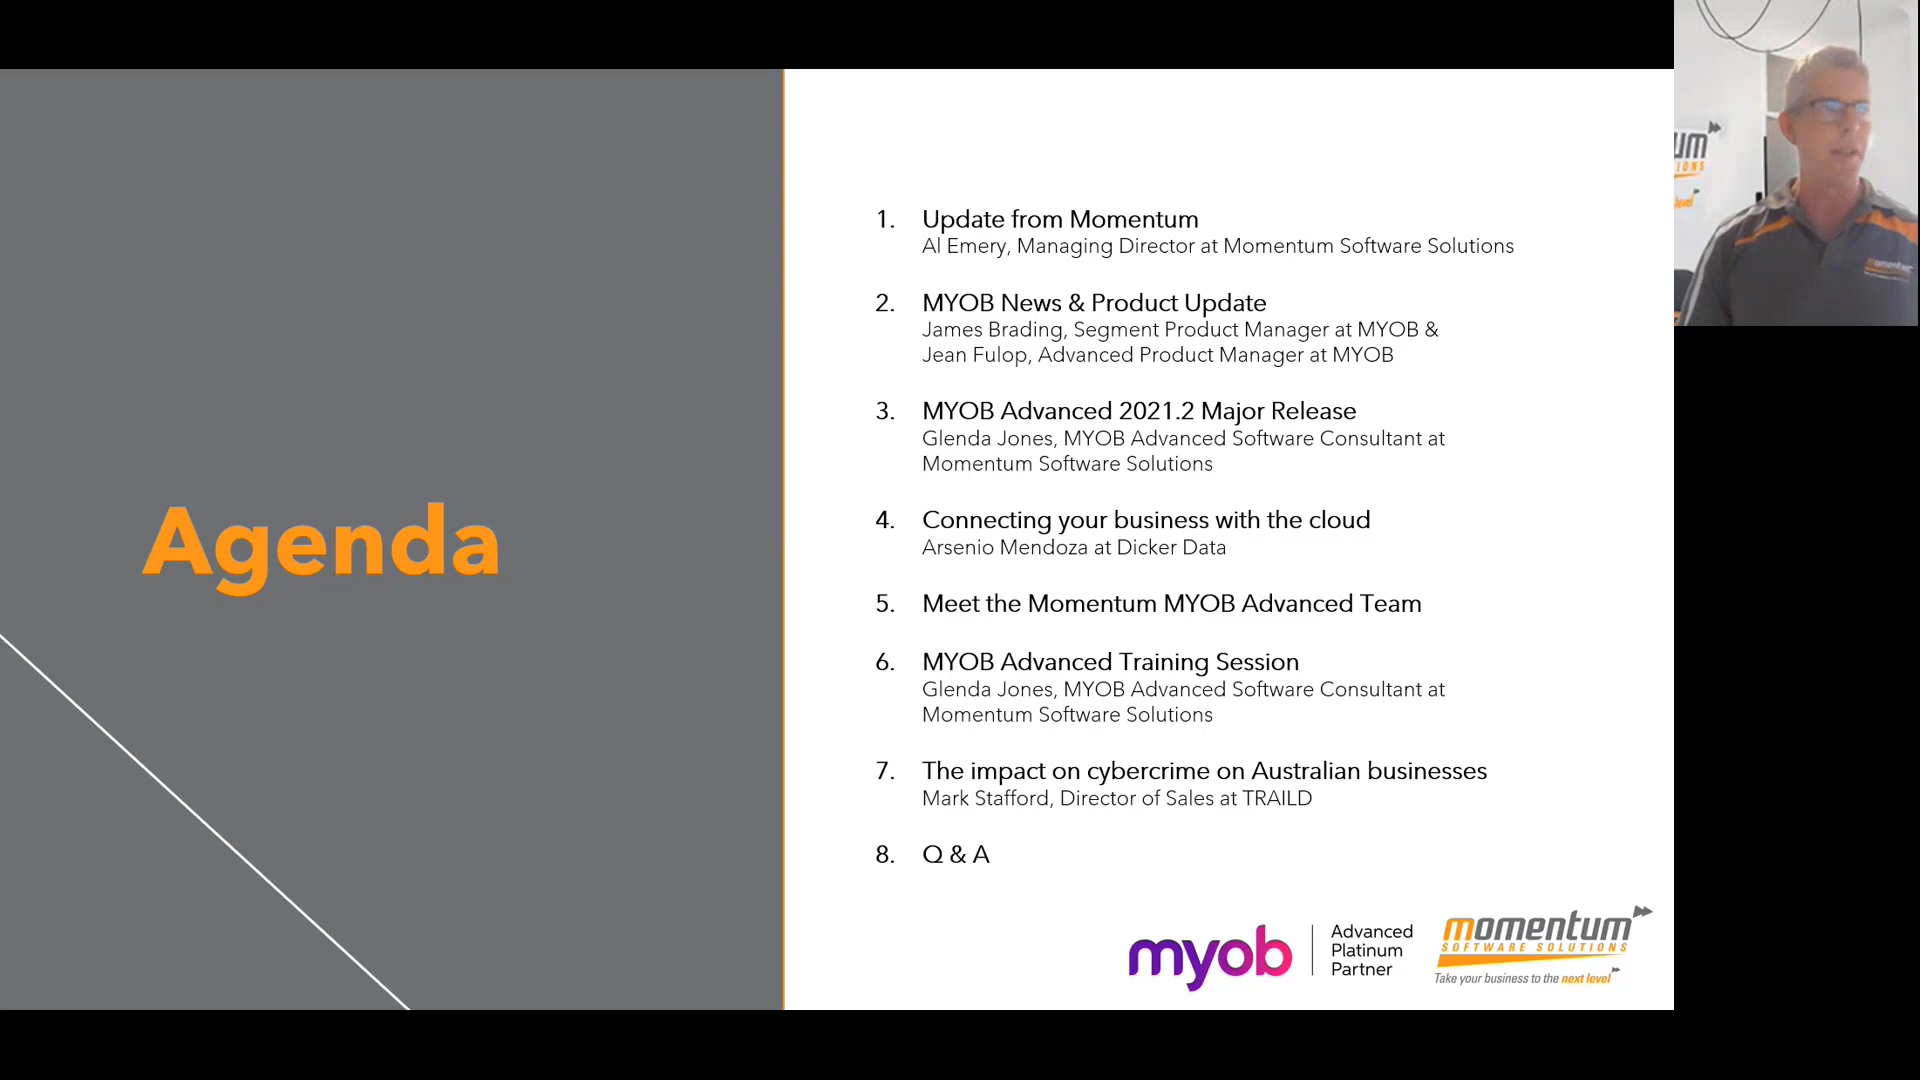 Agenda
1. Update from Momentum
Al Emery, Managing Director at Momentum Software Solutions
2. MYOB News & Product Update
James Brading, Segment Product Manager at MYOB &
Jean Fulop, Advanced Product Manager at MYOB
3. MYOB Advanced 2021.2 Major Release
Glenda Jones, MYOB Advanced Software Consultant at
Momentum Software Solutions
4. Connecting your business with the cloud
Arsenio Mendoza at Dicker Data
5. Meet the Momentum MYOB Advanced Team
6. MYOB Advanced Training Session
Glenda Jones, MYOB Advanced Software Consultant at
Momentum Software Solutions
7. The impact on cybercrime on Australian businesses
Mark Stafford, Director of Sales at TRAILD
8. Q & A
myob
Advanced
Platinum
Partner
momentum
SOFTWARE SOLUTIONS
Take your business to the next level
um
IONS
level